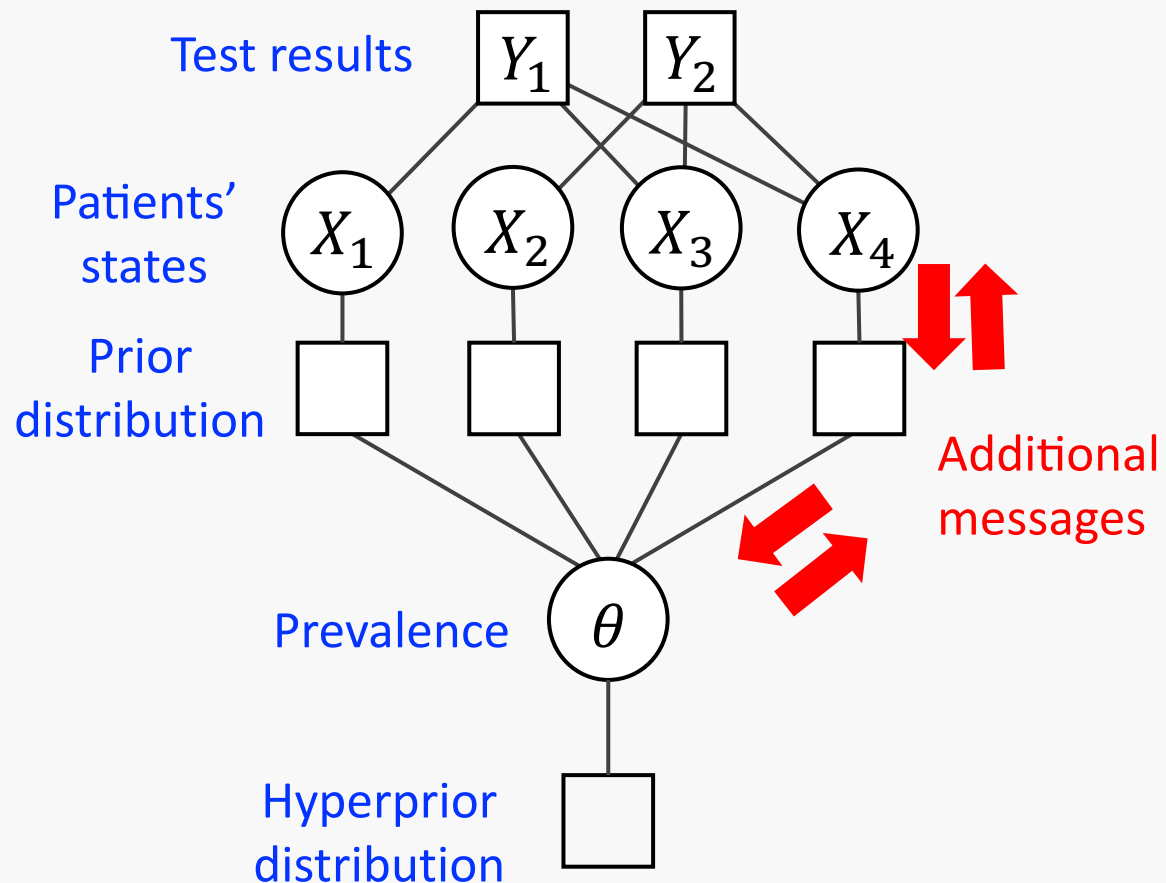 Test results
Y₁ Y₂
Patients’
states
X₁ X₂ X₃ X₄
Prior
distribution
Additional
messages
Prevalence
θ
Hyperprior
distribution